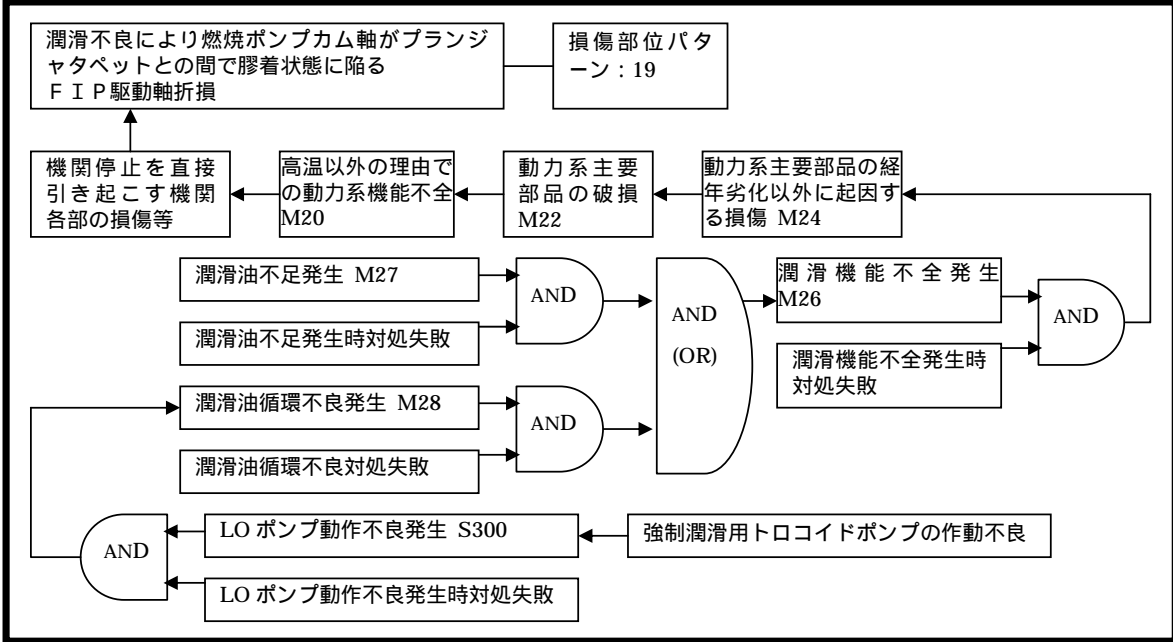 潤滑不良により燃焼ポンプカム軸がプランジ
ャタペットとの間で膠着状態に陥る
ＦＩＰ駆動軸折損
損傷部位パタ
ーン：19
機関停止を直接
引き起こす機関
各部の損傷等
高温以外の理由で
の動力系機能不全
M20
動力系主要
部品の破損
M22
動力系主要部品の経
年劣化以外に起因す
る損傷 M24
潤滑油不足発生 M27
潤滑油不足発生時対処失敗
AND
AND
(OR)
潤滑機能不全発生
M26
潤滑機能不全発生時
対処失敗
AND
潤滑油循環不良発生 M28
潤滑油循環不良対処失敗
AND
AND
LO ポンプ動作不良発生 S300
強制潤滑用トロコイドポンプの作動不良
LO ポンプ動作不良発生時対処失敗